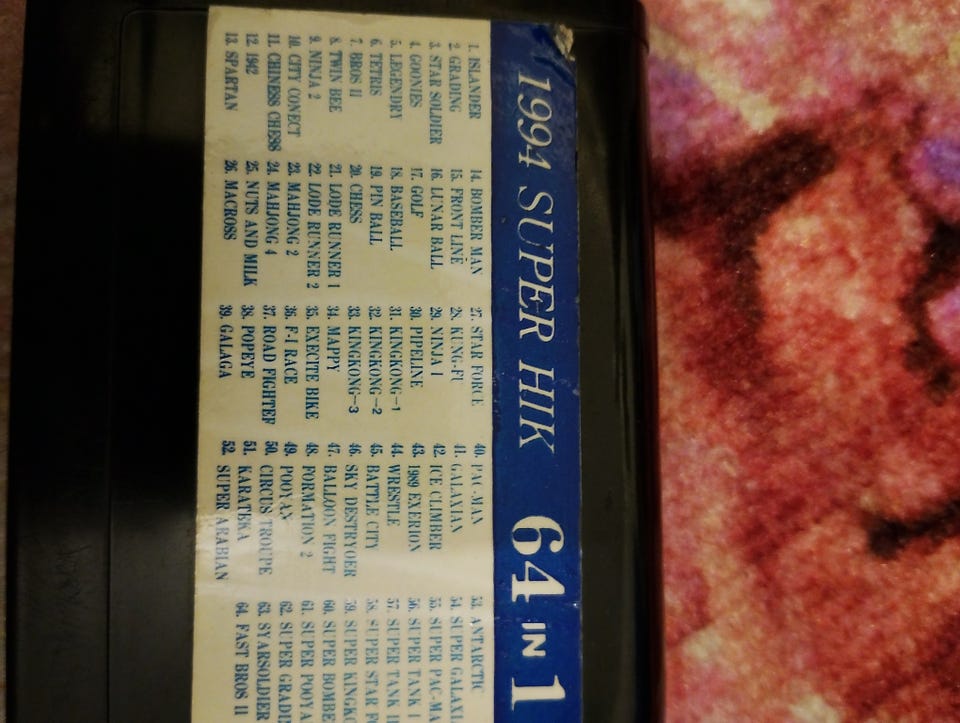 1994 SUPER HIK 64 IN 1
1. ISLANDER
2. GRADING
3. STAR SOLDIER
4. GOONIES
5. LEGENDRY
6. TETRIS
7. BROS II
8. TWIN BEE
9. NINJA 2
10. CITY CONECT
11. CHINESS CHESS
12. 1942
13. SPARTAN
14. BOMBER MAN
15. FRONT LINE
16. LUNAR BALL
17. GOLF
18. BASEBALL
19. PIN BALL
20. CHESS
21. LODE RUNNER 1
22. LODE RUNNER 2
23. MAHJONG 2
24. MAHJONG 4
25. NUTS AND MILK
26. MACROSS
27. STAR FORCE
28. KUNG-FU
29. NINJA 1
30. PIPELINE
31. KINGKONG-1
32. KINGKONG-2
33. KINGKONG-3
34. MAPPY
35. EXECITE BIKE
36. F-1 RACE
37. ROAD FIGHTER
38. POPEYE
39. GALAGA
40. PAC-MAN
41. GALAXIAN
42. ICE CLIMBER
43. 1989 EXERION
44. WRESTLE
45. BATTLE CITY
46. SKY DESTRYOER
47. BALLOON FIGHT
48. FORMATION 2
49. POOYAN
50. CIRCUS TROUPE
51. KARATEKA
52. SUPER ARABIAN
53. ANTARCTIC
54. SUPER GALAXI
55. SUPER PAC-MA
56. SUPER TANK I
57. SUPER TANK II
58. SUPER STAR FO
59. SUPER KINGKO
60. SUPER BOMBE
61. SUPER POOYA
62. SUPER GRADI
63. SYARSOLDIER
64. FAST BROS II